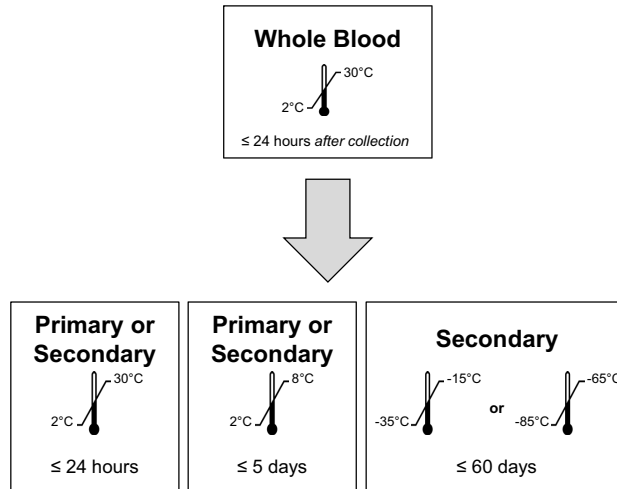 Whole Blood
30°C
2°C
≤ 24 hours after collection
Primary or
Secondary
30°C
2°C
≤ 24 hours
Primary or
Secondary
8°C
2°C
≤ 5 days
Secondary
-15°C
-35°C
or
-65°C
-85°C
≤ 60 days